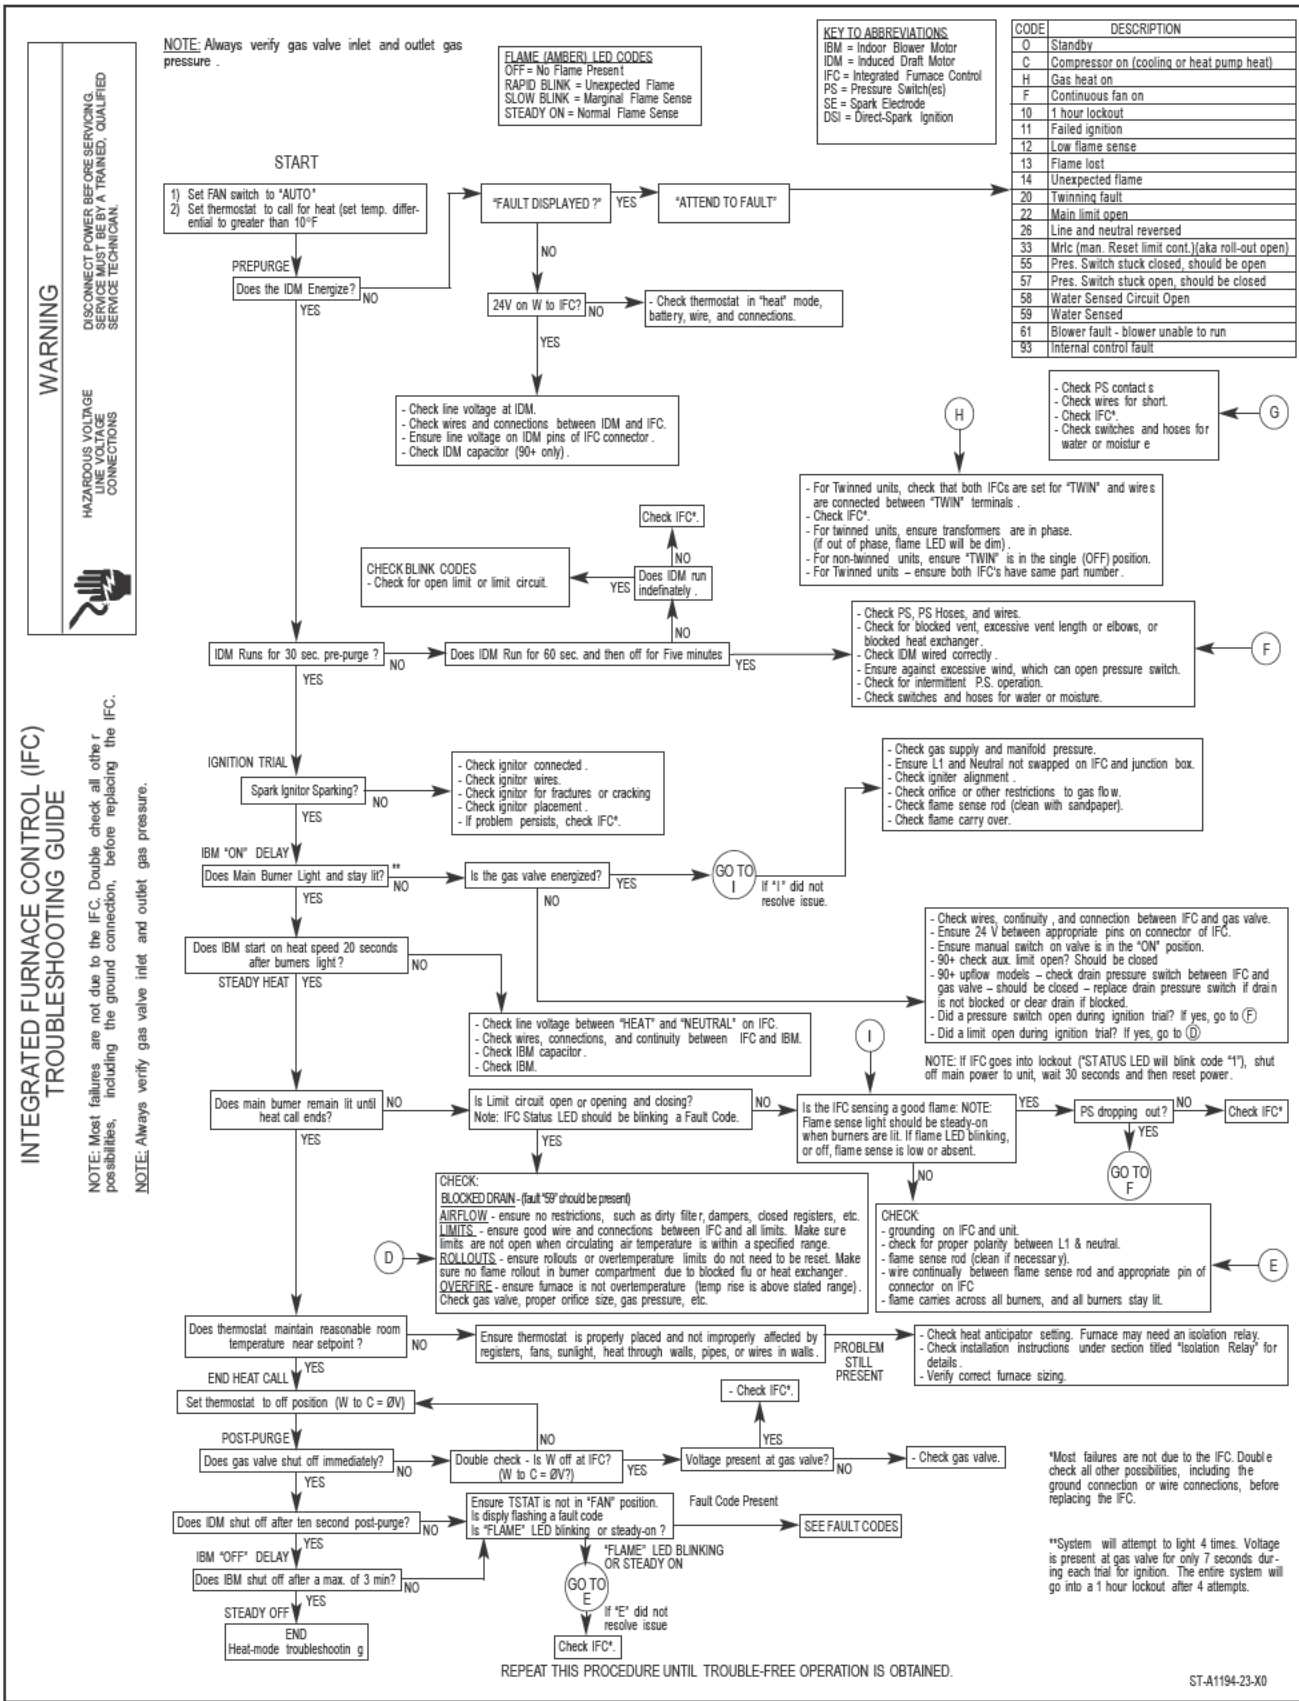 WARNING
HAZARDOUS VOLTAGE
LINE VOLTAGE
CONNECTIONS
DISCONNECT POWER BEFORE SERVICING.
SERVICE MUST BE BY A TRAINED, QUALIFIED
SERVICE TECHNICIAN.
INTEGRATED FURNACE CONTROL (IFC)
TROUBLESHOOTING GUIDE
NOTE: Most failures are not due to the IFC. Double check all othe r
possibilities, including the ground connection, before replacing the IFC.
NOTE: Always verify gas valve inlet and outlet gas pressure.
NOTE: Always verify gas valve inlet and outlet gas
pressure .
FLAME (AMBER) LED CODES
OFF = No Flame Present
RAPID BLINK = Unexpected Flame
SLOW BLINK = Marginal Flame Sense
STEADY ON = Normal Flame Sense
KEY TO ABBREVIATIONS
IBM = Indoor Blower Motor
IDM = Induced Draft Motor
IFC = Integrated Furnace Control
PS = Pressure Switch(es)
SE = Spark Electrode
DSI = Direct-Spark Ignition
CODE DESCRIPTION
O Standby
C Compressor on (cooling or heat pump heat)
H Gas heat on
F Continuous fan on
10 1 hour lockout
11 Failed ignition
12 Low flame sense
13 Flame lost
14 Unexpected flame
20 Twinning fault
22 Main limit open
26 Line and neutral reversed
33 Mrlc (man. Reset limit cont.)(aka roll-out open)
55 Pres. Switch stuck closed, should be open
57 Pres. Switch stuck open, should be closed
58 Water Sensed Circuit Open
59 Water Sensed
61 Blower fault - blower unable to run
93 Internal control fault
START
1) Set FAN switch to "AUTO"
2) Set thermostat to call for heat (set temp. differ-
ential to greater than 10°F
"FAULT DISPLAYED ?"
YES
"ATTEND TO FAULT"
NO
PREPURGE
Does the IDM Energize?
NO
YES
24V on W to IFC?
NO
- Check thermostat in "heat" mode,
battery, wire, and connections.
YES
- Check line voltage at IDM.
- Check wires and connections between IDM and IFC.
- Ensure line voltage on IDM pins of IFC connector .
- Check IDM capacitor (90+ only) .
- Check PS contact s
- Check wires for short.
- Check IFC*.
- Check switches and hoses for
water or moistur e
G
H
- For Twinned units, check that both IFCs are set for "TWIN" and wire s
are connected between "TWIN" terminals .
- Check IFC*.
- For twinned units, ensure transformers are in phase.
(if out of phase, flame LED will be dim) .
- For non-twinned units, ensure "TWIN" is in the single (OFF) position.
- For Twinned units – ensure both IFC's have same part number .
Check IFC*.
NO
CHECK BLINK CODES
- Check for open limit or limit circuit.
YES
Does IDM run
indefinately .
NO
IDM Runs for 30 sec. pre-purge ?
NO
Does IDM Run for 60 sec. and then off for Five minutes
YES
- Check PS, PS Hoses, and wires.
- Check for blocked vent, excessive vent length or elbows, or
blocked heat exchanger.
- Check IDM wired correctly .
- Ensure against excessive wind, which can open pressure switch.
- Check for intermittent P.S. operation.
- Check switches and hoses for water or moisture.
F
YES
IGNITION TRIAL
Spark Ignitor Sparking?
NO
- Check ignitor connected .
- Check ignitor wires.
- Check ignitor for fractures or cracking
- Check ignitor placement .
- If problem persists, check IFC*.
YES
- Check gas supply and manifold pressure.
- Ensure L1 and Neutral not swapped on IFC and junction box.
- Check igniter alignment .
- Check orifice or other restrictions to gas flow.
- Check flame sense rod (clean with sandpaper).
- Check flame carry over.
IBM "ON" DELAY
Does Main Burner Light and stay lit?
**
NO
Is the gas valve energized?
YES
GO TO
I
If "I" did not
resolve issue.
YES
NO
- Check wires, continuity , and connection between IFC and gas valve.
- Ensure 24 V between appropriate pins on connector of IFC.
- Ensure manual switch on valve is in the "ON" position.
- 90+ check aux. limit open? Should be closed
- 90+ upflow models – check drain pressure switch between IFC and
gas valve – should be closed – replace drain pressure switch if drain
is not blocked or clear drain if blocked.
- Did a pressure switch open during ignition trial? If yes, go to F
- Did a limit open during ignition trial? If yes, go to D
Does IBM start on heat speed 20 seconds
after burners light ?
NO
STEADY HEAT YES
- Check line voltage between "HEAT" and "NEUTRAL" on IFC.
- Check wires, connections, and continuity between IFC and IBM.
- Check IBM capacitor .
- Check IBM.
I
NOTE: If IFC goes into lockout ("STATUS LED will blink code "1"), shut
off main power to unit, wait 30 seconds and then reset power.
Does main burner remain lit until
heat call ends?
NO
Is Limit circuit open or opening and closing?
Note: IFC Status LED should be blinking a Fault Code.
NO
Is the IFC sensing a good flame: NOTE:
Flame sense light should be steady-on
when burners are lit. If flame LED blinking,
or off, flame sense is low or absent.
YES
PS dropping out?
NO
Check IFC*
YES
YES
YES
GO TO
F
NO
D
CHECK:
BLOCKED DRAIN - (fault "59" should be present)
AIRFLOW - ensure no restrictions, such as dirty filte r, dampers, closed registers, etc.
LIMITS - ensure good wire and connections between IFC and all limits. Make sure
limits are not open when circulating air temperature is within a specified range.
ROLLOUTS - ensure rollouts or overtemperature limits do not need to be reset. Make
sure no flame rollout in burner compartment due to blocked flu or heat exchanger .
OVERFIRE - ensure furnace is not overtemperature (temp rise is above stated range) .
Check gas valve, proper orifice size, gas pressure, etc.
CHECK:
- grounding on IFC and unit.
- check for proper polarity between L1 & neutral.
- flame sense rod (clean if necessar y).
- wire continually between flame sense rod and appropriate pin of
connector on IFC
- flame carries across all burners, and all burners stay lit.
E
Does thermostat maintain reasonable room
temperature near setpoint ?
NO
Ensure thermostat is properly placed and not improperly affected by
registers, fans, sunlight, heat through walls, pipes, or wires in walls .
PROBLEM
STILL
PRESENT
- Check heat anticipator setting. Furnace may need an isolation relay.
- Check installation instructions under section titled "Isolation Relay" for
details .
- Verify correct furnace sizing.
YES
END HEAT CALL
Set thermostat to off position (W to C = ØV)
- Check IFC*.
POST-PURGE
NO
YES
Does gas valve shut off immediately?
NO
Double check - Is W off at IFC?
(W to C = ØV?)
YES
Voltage present at gas valve?
NO
- Check gas valve.
YES
Does IDM shut off after ten second post-purge?
NO
Ensure TSTAT is not in "FAN" position.
Is disply flashing a fault code
Is "FLAME" LED blinking or steady-on ?
Fault Code Present
SEE FAULT CODES
YES
IBM "OFF" DELAY
Does IBM shut off after a max. of 3 min?
NO
"FLAME" LED BLINKING
OR STEADY ON
GO TO
E
If "E" did not
resolve issue
Check IFC*.
YES
STEADY OFF
END
Heat-mode troubleshootin g
*Most failures are not due to the IFC. Double
check all other possibilities, including the
ground connection or wire connections, before
replacing the IFC.
**System will attempt to light 4 times. Voltage
is present at gas valve for only 7 seconds dur-
ing each trial for ignition. The entire system will
go into a 1 hour lockout after 4 attempts.
REPEAT THIS PROCEDURE UNTIL TROUBLE-FREE OPERATION IS OBTAINED.
ST-A1194-23-X0